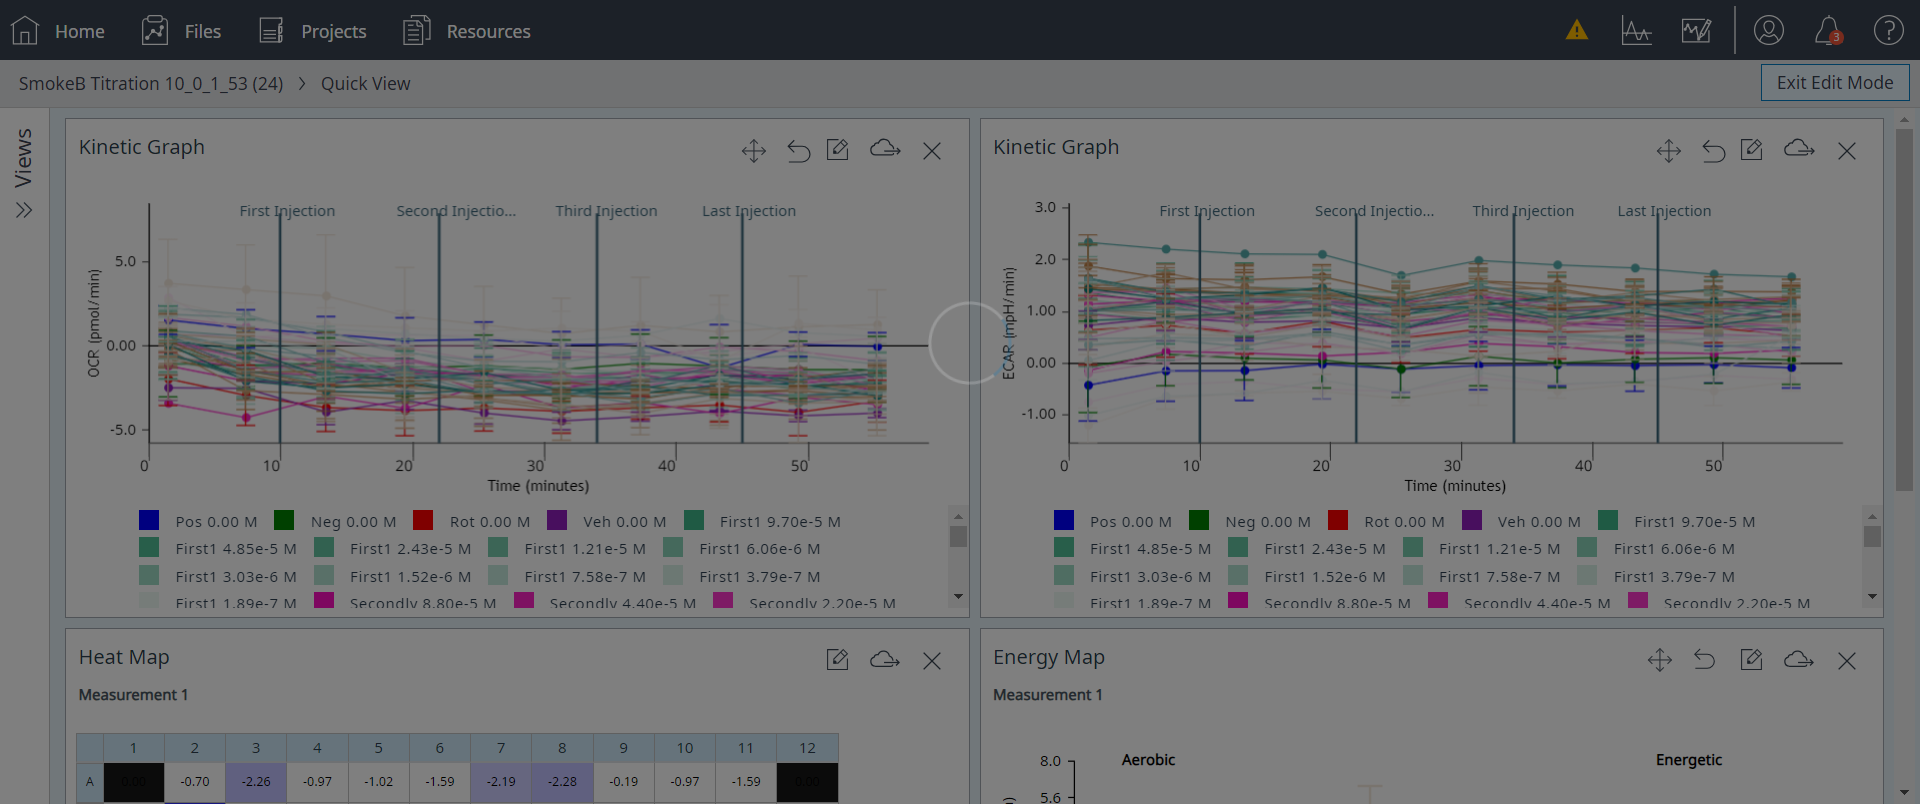 Home Files Projects Resources 3
SmokeB Titration 10_0_1_53 (24) > Quick View Exit Edit Mode
Views
Kinetic Graph
First Injection Second Injectio... Third Injection Last Injection
5.0
0.00
-5.0
OCR (pmol/min)
0 10 20 30 40 50
Time (minutes)
Pos 0.00 M Neg 0.00 M Rot 0.00 M Veh 0.00 M First1 9.70e-5 M
First1 4.85e-5 M First1 2.43e-5 M First1 1.21e-5 M First1 6.06e-6 M
First1 3.03e-6 M First1 1.52e-6 M First1 7.58e-7 M First1 3.79e-7 M
First1 1.89e-7 M Secondly 8.80e-5 M Secondly 4.40e-5 M Secondly 2.20e-5 M
Kinetic Graph
First Injection Second Injectio... Third Injection Last Injection
3.0
2.0
1.00
0.00
-1.00
ECAR (mpH/min)
0 10 20 30 40 50
Time (minutes)
Pos 0.00 M Neg 0.00 M Rot 0.00 M Veh 0.00 M First1 9.70e-5 M
First1 4.85e-5 M First1 2.43e-5 M First1 1.21e-5 M First1 6.06e-6 M
First1 3.03e-6 M First1 1.52e-6 M First1 7.58e-7 M First1 3.79e-7 M
First1 1.89e-7 M Secondly 8.80e-5 M Secondly 4.40e-5 M Secondly 2.20e-5 M
Heat Map
Measurement 1
1 2 3 4 5 6 7 8 9 10 11 12
A 0.00 -0.70 -2.26 -0.97 -1.02 -1.59 -2.19 -2.28 -0.19 -0.97 -1.59 0.00
Energy Map
Measurement 1
8.0 Aerobic Energetic
5.6